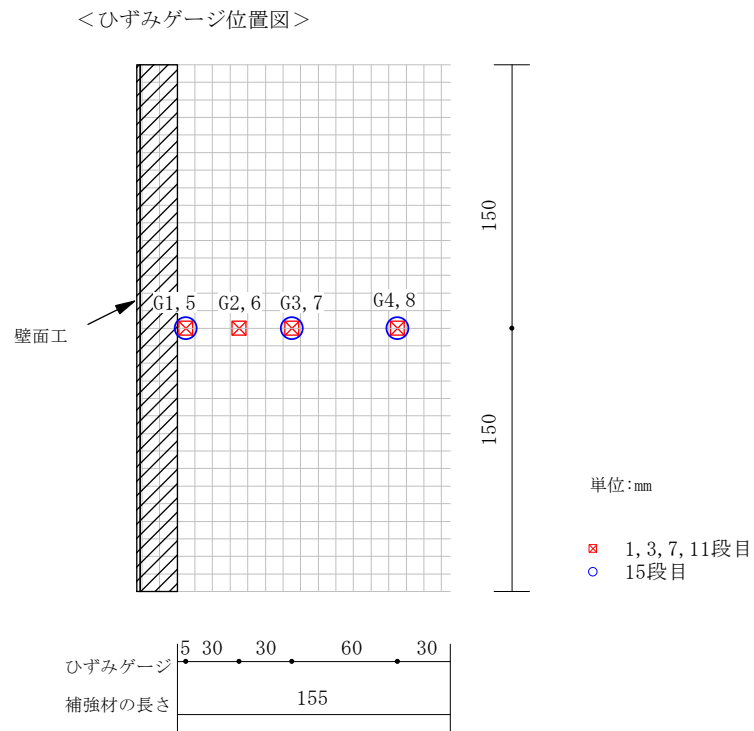 ＜ひずみゲージ位置図＞
150
G1,5 G2,6 G3,7 G4,8
壁面工
150
単位:mm
1,3,7,11段目
15段目
5 30 30 60 30
ひずみゲージ
155
補強材の長さ